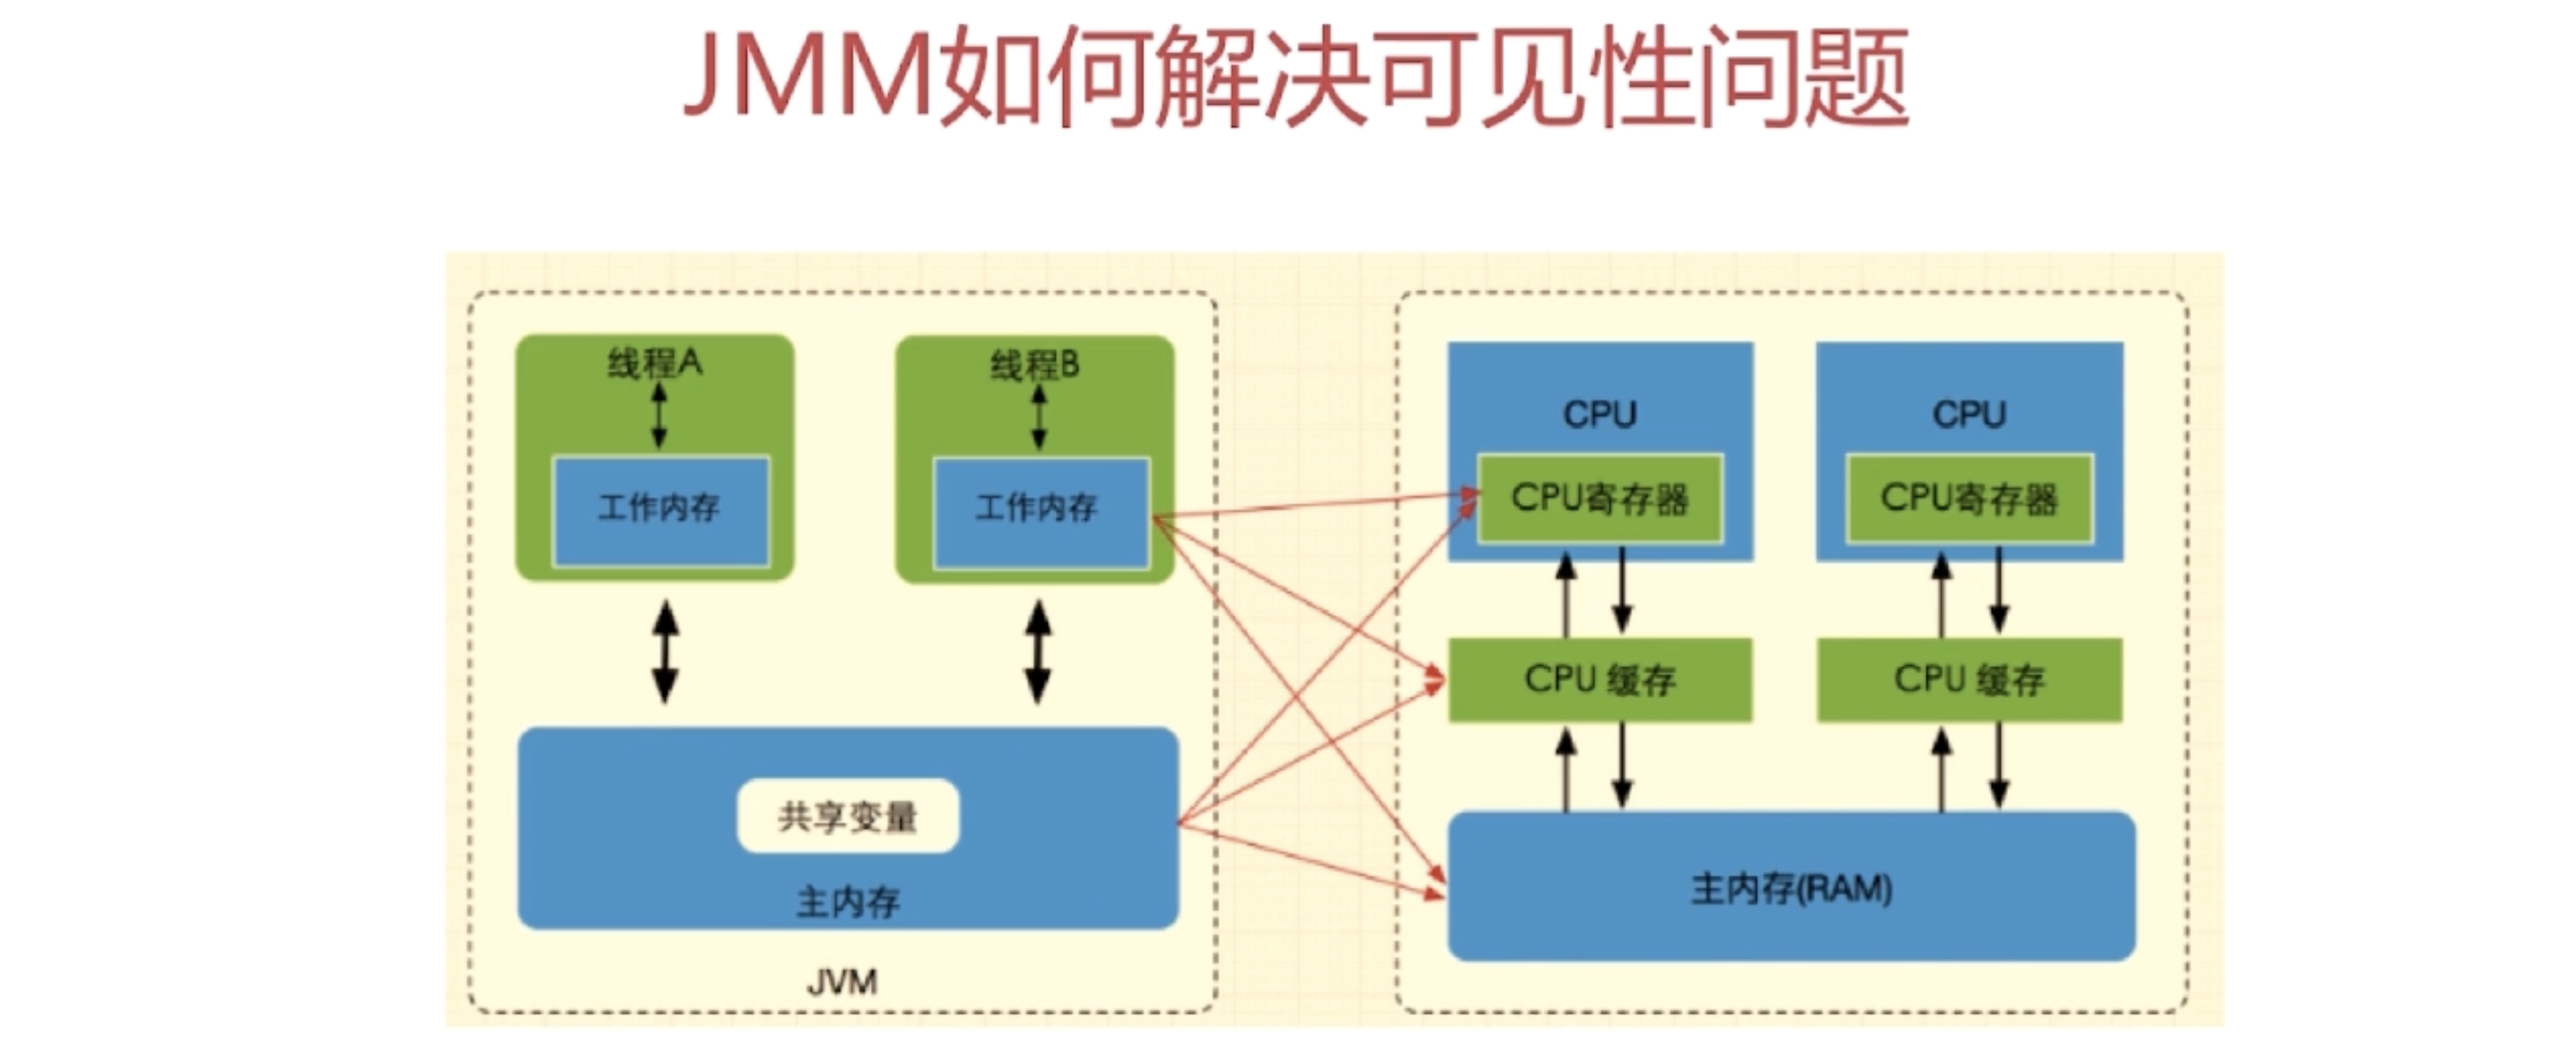 JMM如何解决可见性问题
线程A
线程B
工作内存
工作内存
共享变量
主内存
JVM
CPU
CPU
CPU寄存器
CPU寄存器
CPU 缓存
CPU 缓存
主内存(RAM)